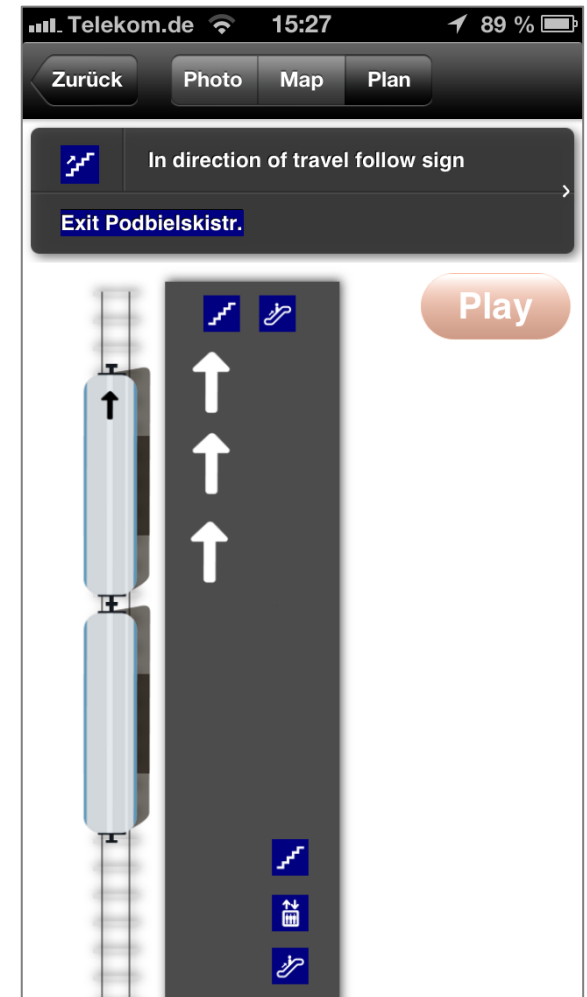 Telekom.de 15:27 89 %
Zurück Photo Map Plan
In direction of travel follow sign
Exit Podbielskistr.
Play